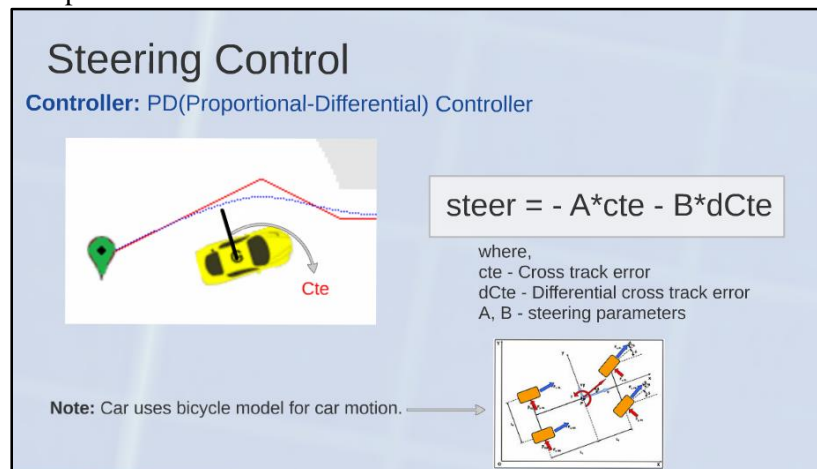 Steering Control
Controller: PD(Proportional-Differential) Controller
Cte
steer = - A*cte - B*dCte
where,
cte - Cross track error
dCte - Differential cross track error
A, B - steering parameters
Note: Car uses bicycle model for car motion.